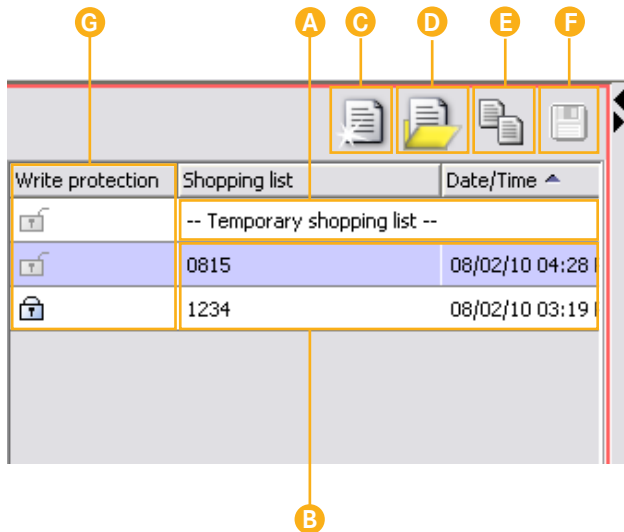 G A C D E F
Write protection Shopping list Date/Time
-- Temporary shopping list --
0815 08/02/10 04:28
1234 08/02/10 03:19
B